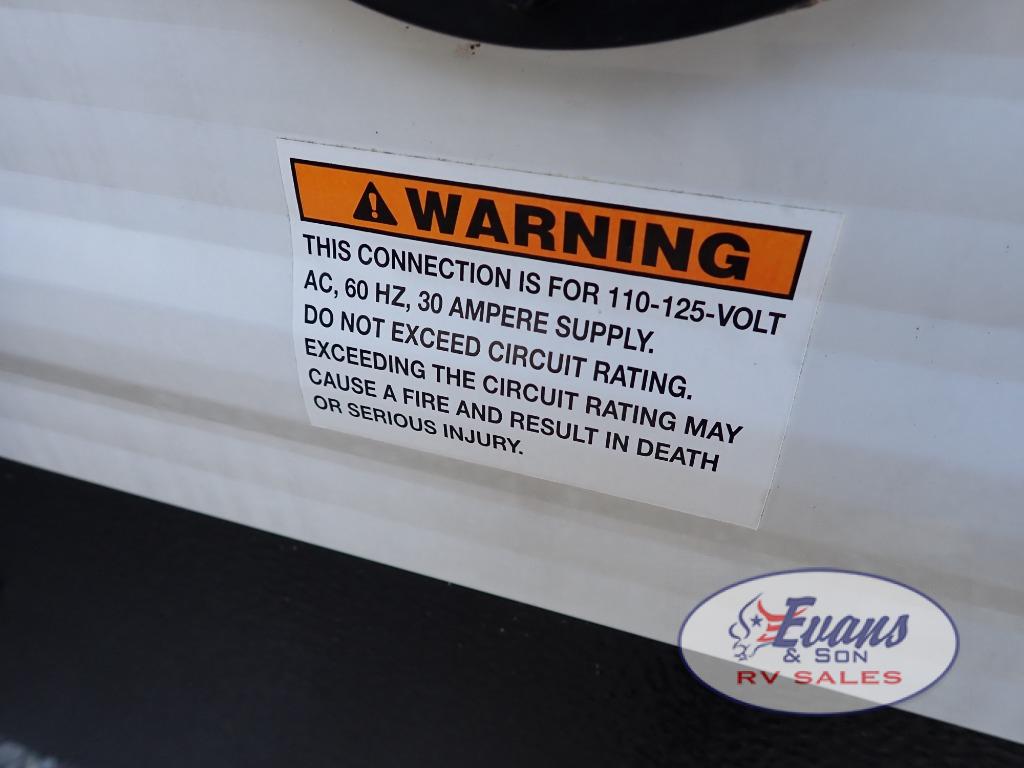 WARNING
THIS CONNECTION IS FOR 110-125-VOLT
AC, 60 HZ, 30 AMPERE SUPPLY.
DO NOT EXCEED CIRCUIT RATING.
EXCEEDING THE CIRCUIT RATING MAY
CAUSE A FIRE AND RESULT IN DEATH
OR SERIOUS INJURY.
Evans
& SON
RV SALES